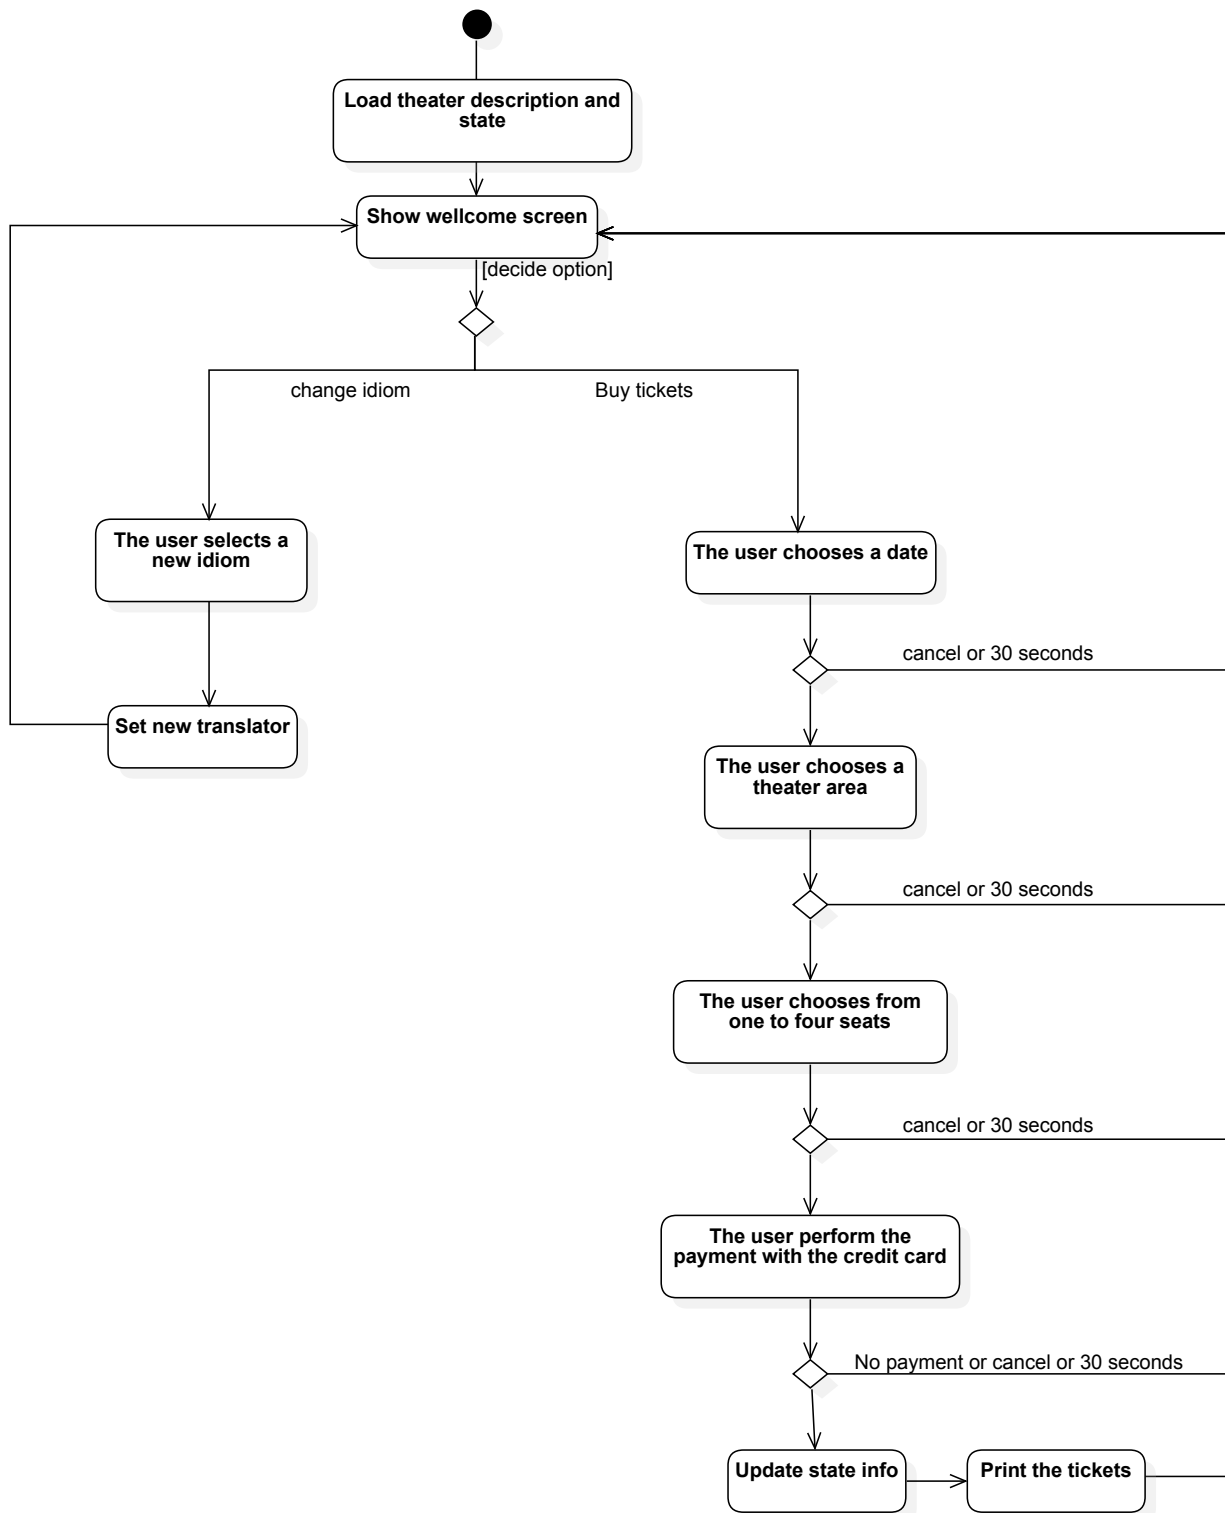 Load theater description and
state
Show wellcome screen
[decide option]
change idiom
Buy tickets
The user selects a
new idiom
The user chooses a date
cancel or 30 seconds
Set new translator
The user chooses a
theater area
cancel or 30 seconds
The user chooses from
one to four seats
cancel or 30 seconds
The user perform the
payment with the credit card
No payment or cancel or 30 seconds
Update state info
Print the tickets